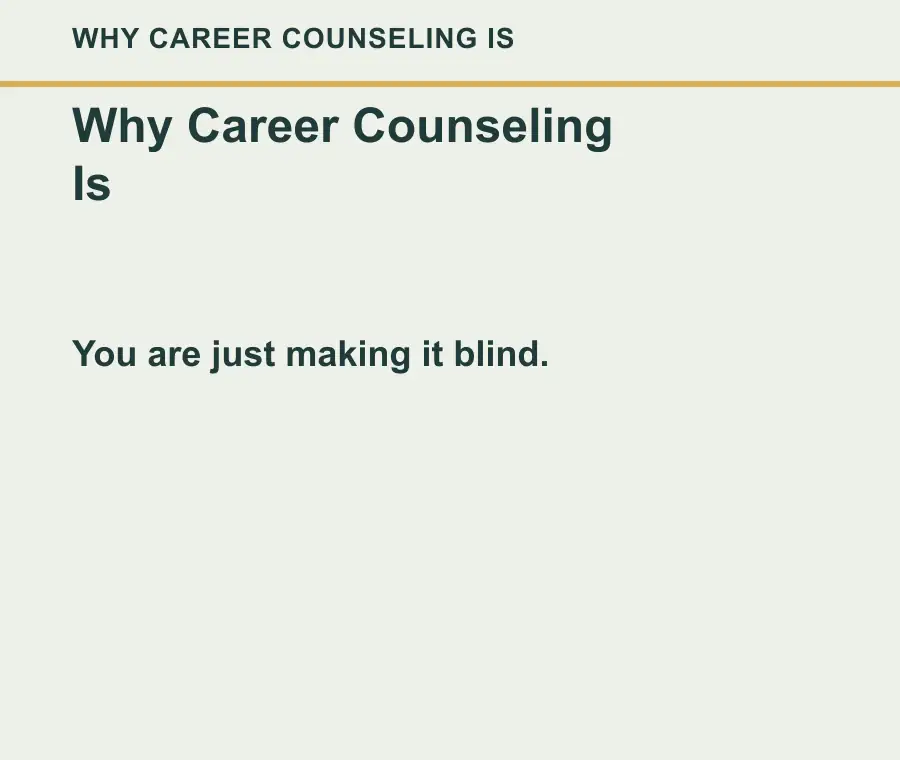 WHY CAREER COUNSELING IS
Why Career Counseling
Is
You are just making it blind.